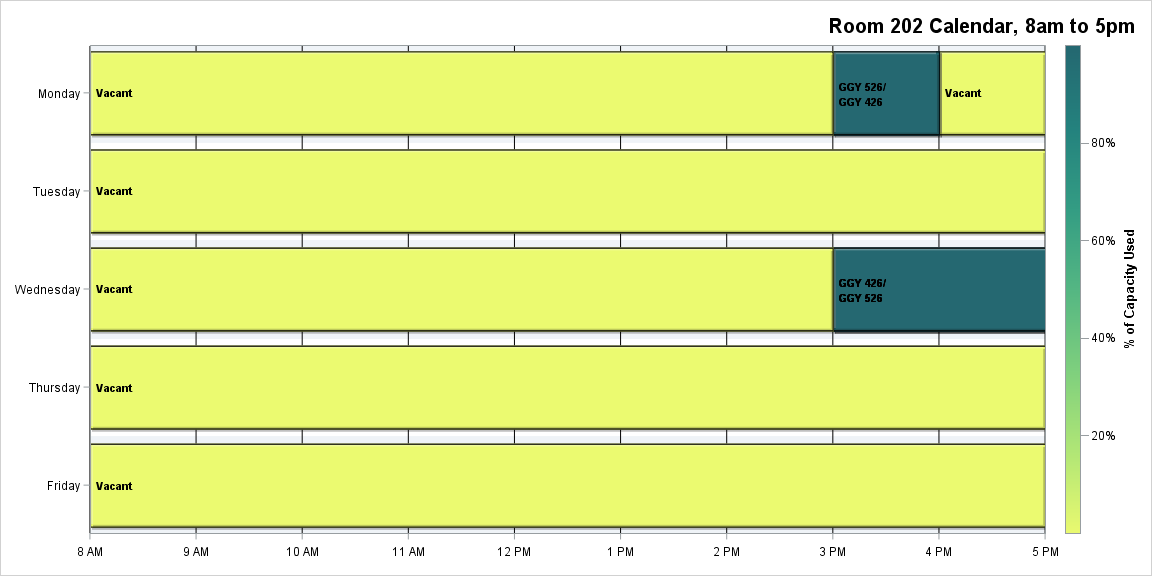 Room 202 Calendar, 8am to 5pm
Monday
Vacant
GGY 526/
GGY 426
Vacant
Tuesday
Vacant
Wednesday
Vacant
GGY 426/
GGY 526
Thursday
Vacant
Friday
Vacant
8 AM
9 AM
10 AM
11 AM
12 PM
1 PM
2 PM
3 PM
4 PM
5 PM
80%
60%
40%
20%
% of Capacity Used